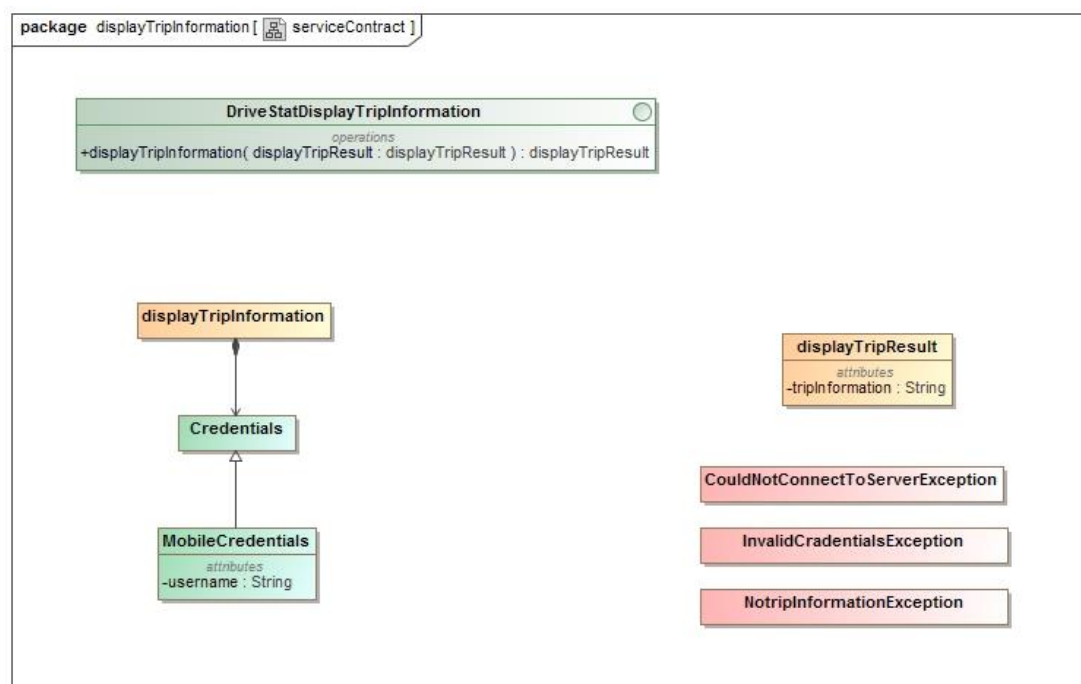 package displayTripInformation [ serviceContract ]
DriveStatDisplayTripInformation
operations
+displayTripInformation( displayTripResult : displayTripResult ) : displayTripResult
displayTripInformation
displayTripResult
attributes
-tripInformation : String
Credentials
CouldNotConnectToServerException
MobileCredentials
attributes
-username : String
InvalidCradentialsException
NotripInformationException